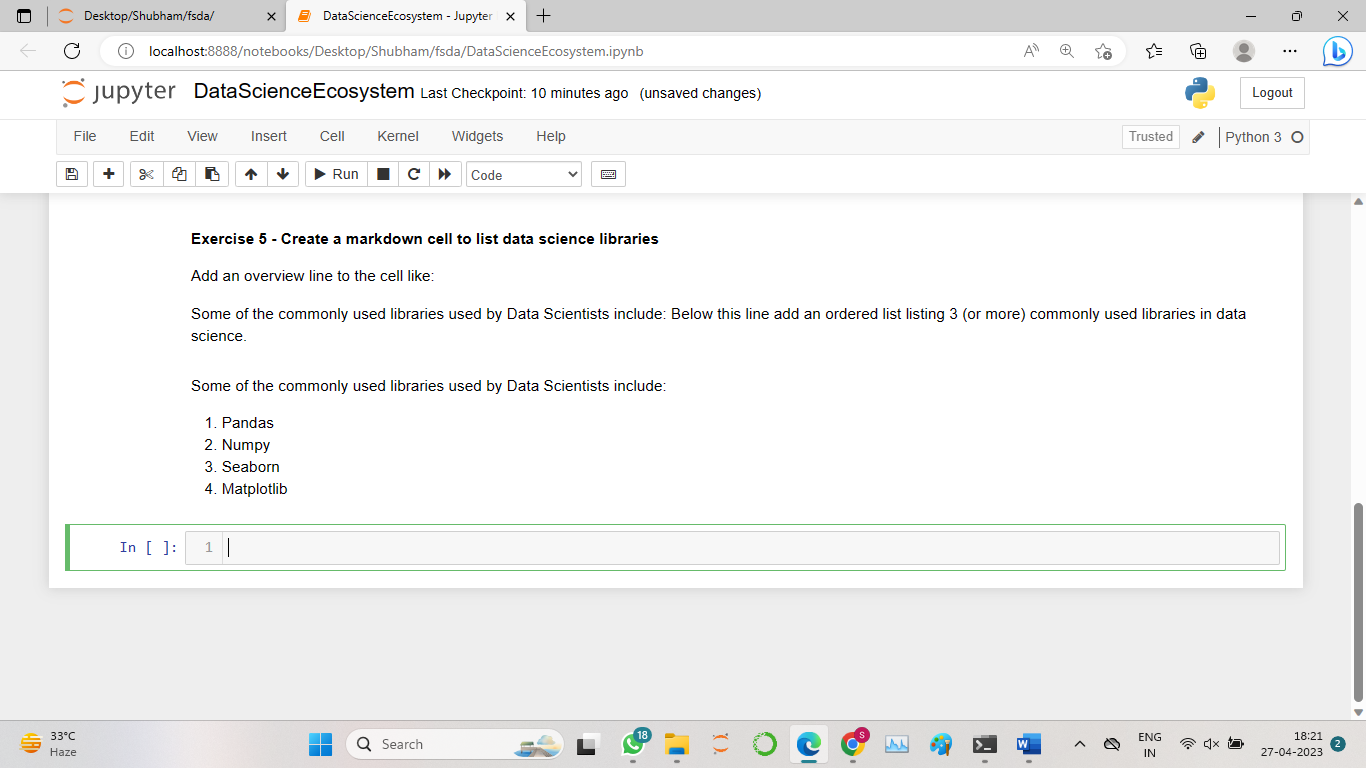 Desktop/Shubham/fsda/
DataScienceEcosystem - Jupyter
localhost:8888/notebooks/Desktop/Shubham/fsda/DataScienceEcosystem.ipynb
jupyter DataScienceEcosystem Last Checkpoint: 10 minutes ago (unsaved changes)
Logout
File Edit View Insert Cell Kernel Widgets Help
Trusted
Python 3
Run
Code
Exercise 5 - Create a markdown cell to list data science libraries
Add an overview line to the cell like:
Some of the commonly used libraries used by Data Scientists include: Below this line add an ordered list listing 3 (or more) commonly used libraries in data
science.
Some of the commonly used libraries used by Data Scientists include:
1. Pandas
2. Numpy
3. Seaborn
4. Matplotlib
In [ ]:
1
33°C
Haze
Search
18
S
ENG
IN
18:21
27-04-2023
2